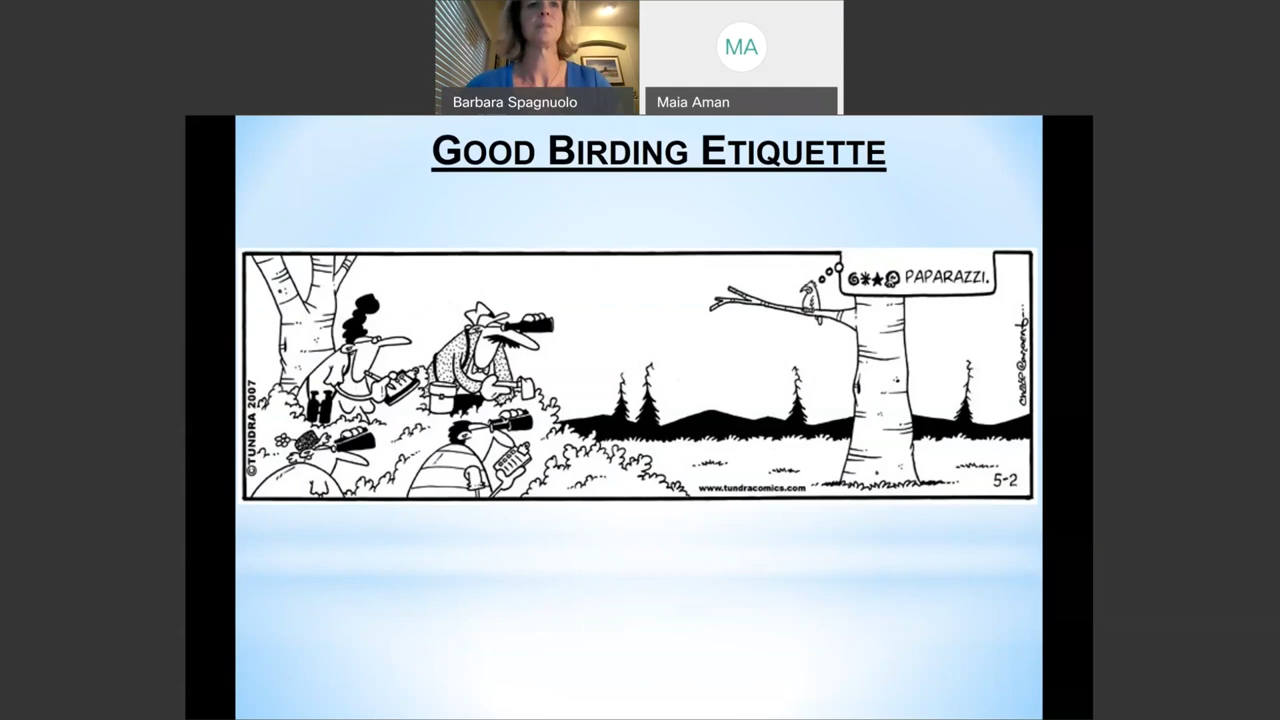 MA
Barbara Spagnuolo
Maia Aman
GOOD BIRDING ETIQUETTE
PAPARAZZI.
©TUNDRA 2007
www.tundracomics.com
5-2